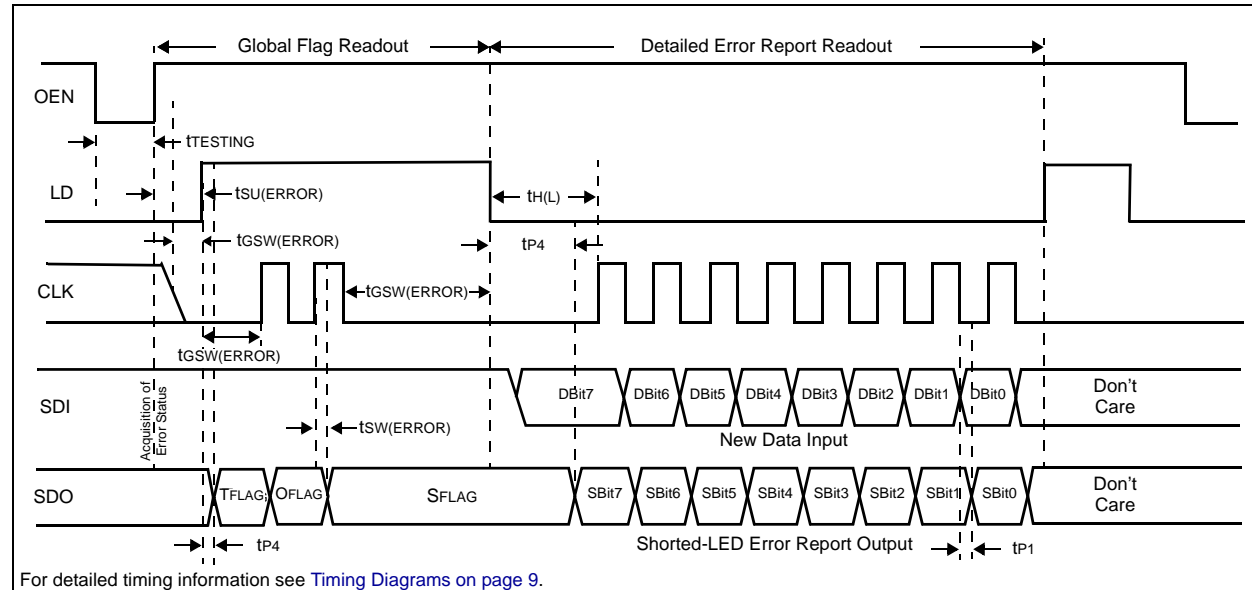 Global Flag Readout
Detailed Error Report Readout
OEN
tTESTING
LD
tSU(ERROR)
tH(L)
tGSW(ERROR)
tP4
CLK
tGSW(ERROR)
tGSW(ERROR)
Acquisition of
Error Status
SDI
DBit7
DBit6
DBit5
DBit4
DBit3
DBit2
DBit1
DBit0
Don't
Care
tSW(ERROR)
New Data Input
SDO
TFLAG
OFLAG
SFLAG
SBit7
SBit6
SBit5
SBit4
SBit3
SBit2
SBit1
SBit0
Don't
Care
tP4
Shorted-LED Error Report Output
tP1
For detailed timing information see Timing Diagrams on page 9.